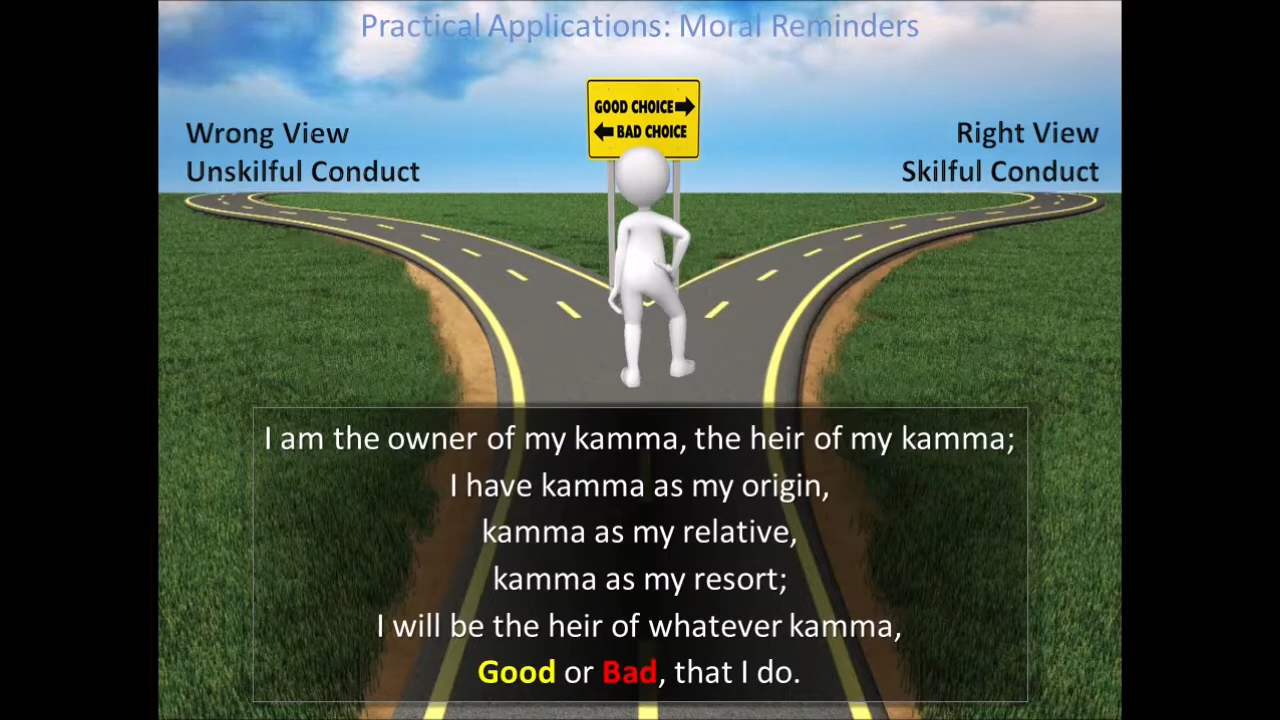 Practical Applications: Moral Reminders
GOOD CHOICE
BAD CHOICE
Wrong View
Unskilful Conduct
Right View
Skilful Conduct
I am the owner of my kamma, the heir of my kamma;
I have kamma as my origin,
kamma as my relative,
kamma as my resort;
I will be the heir of whatever kamma,
Good or Bad, that I do.